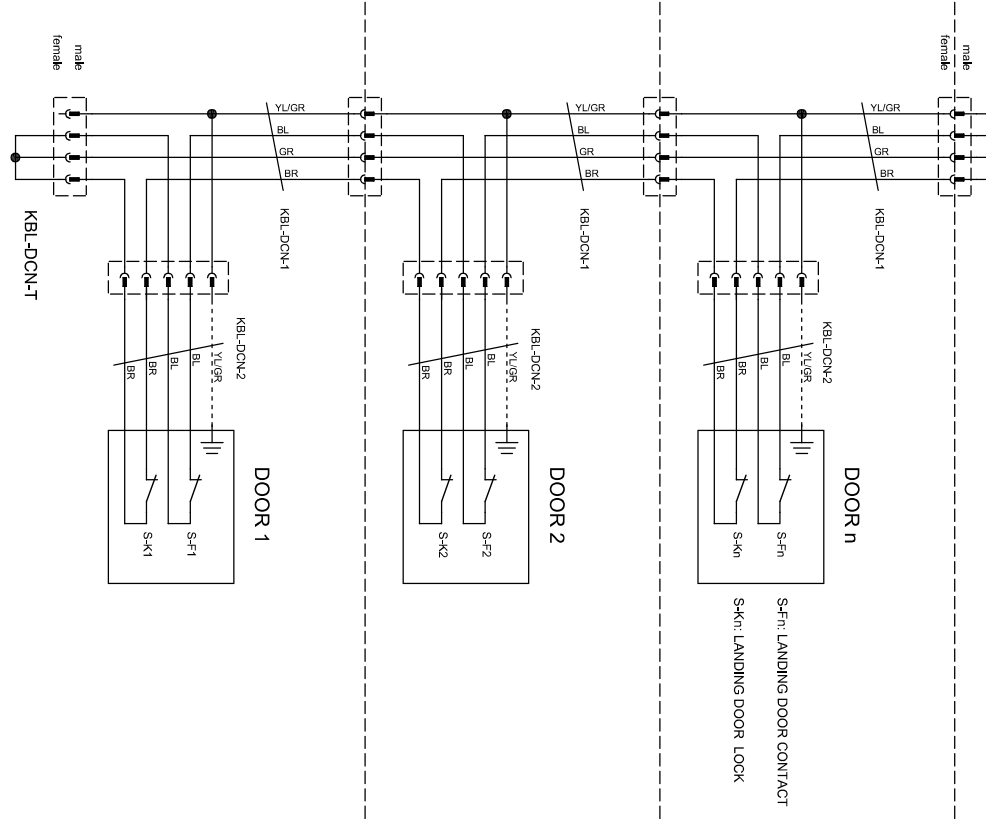 male
female
male
female
YL/GR
BL
GR
BR
YL/GR
BL
GR
BR
YL/GR
BL
GR
BR
KBL-DCN-T
KBL-DCN-1
KBL-DCN-1
KBL-DCN-1
KBL-DCN-2
KBL-DCN-2
KBL-DCN-2
BR
BR
BL
BL
YL/GR
BR
BR
BL
BL
YL/GR
BR
BR
BL
BL
YL/GR
DOOR 1
DOOR 2
DOOR n
S-K1
S-F1
S-K2
S-F2
S-Kn
S-Fn
S-Fn: LANDING DOOR CONTACT
S-Kn: LANDING DOOR LOCK